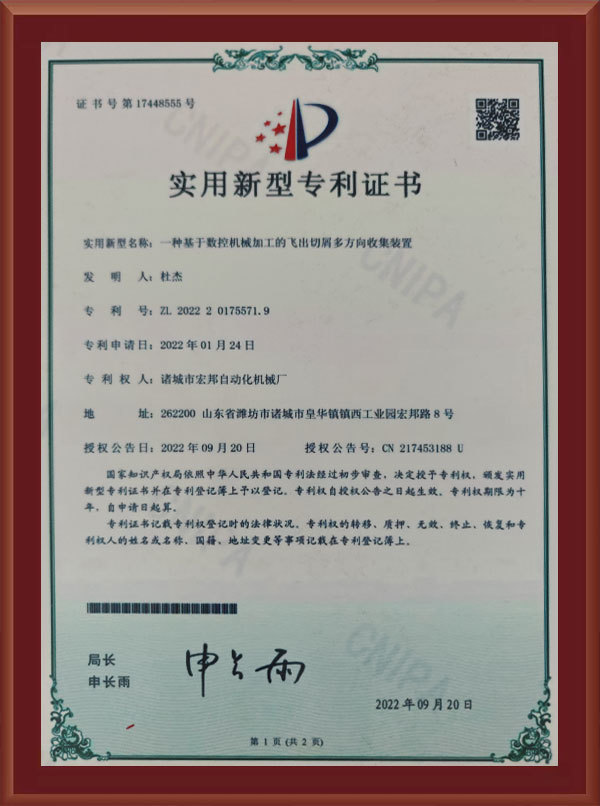 证书号第17448555号
实用新型专利证书
实用新型名称：一种基于数控机械加工的飞出切屑多方向收集装置
发明人：杜杰
专利号：ZL 2022 2 0175571.9
专利申请日：2022年01月24日
专利权人：诸城市宏邦自动化机械厂
地址：262200 山东省潍坊市诸城市皇华镇镇西工业园宏邦路8号
授权公告日：2022年09月20日 授权公告号：CN 217453188 U
国家知识产权局依照中华人民共和国专利法经过初步审查，决定授予专利权，颁发实用
新型专利证书并在专利登记簿上予以登记。专利权自授权公告之日起生效。专利权期限为十
年，自申请日起算。
专利证书记载专利权登记时的法律状况。专利权的转移、质押、无效、终止、恢复和专
利权人的姓名或名称、国籍、地址变更等事项记载在专利登记簿上。
局长
申长雨
申长雨
2022年09月20日
第1页(共2页)
CNIPA
CNIPA
CNIPA
CNIPA